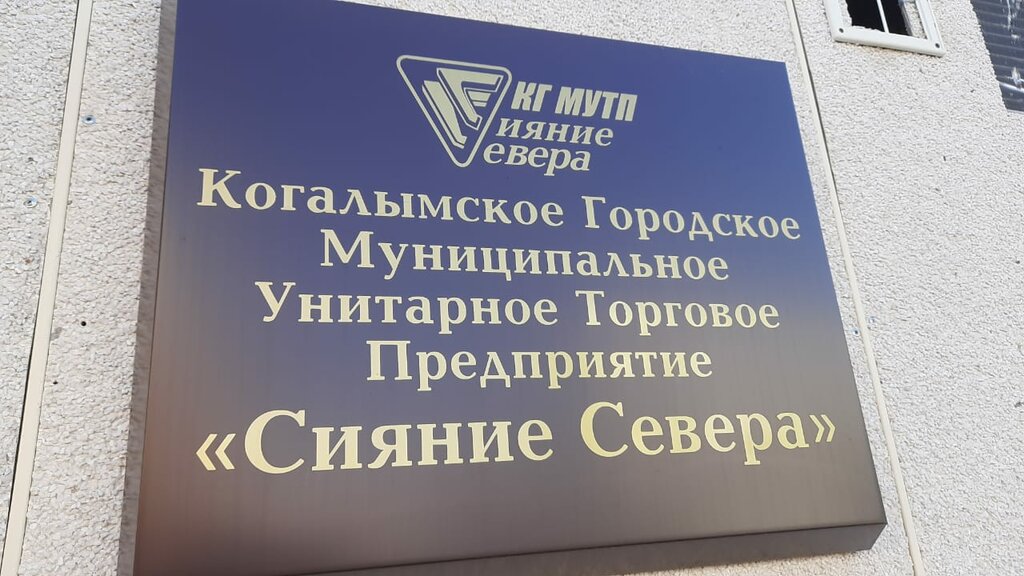 КГ МУТП
Сияние
Севера
Когалымское Городское
Муниципальное
Унитарное Торговое
Предприятие
«Сияние Севера»